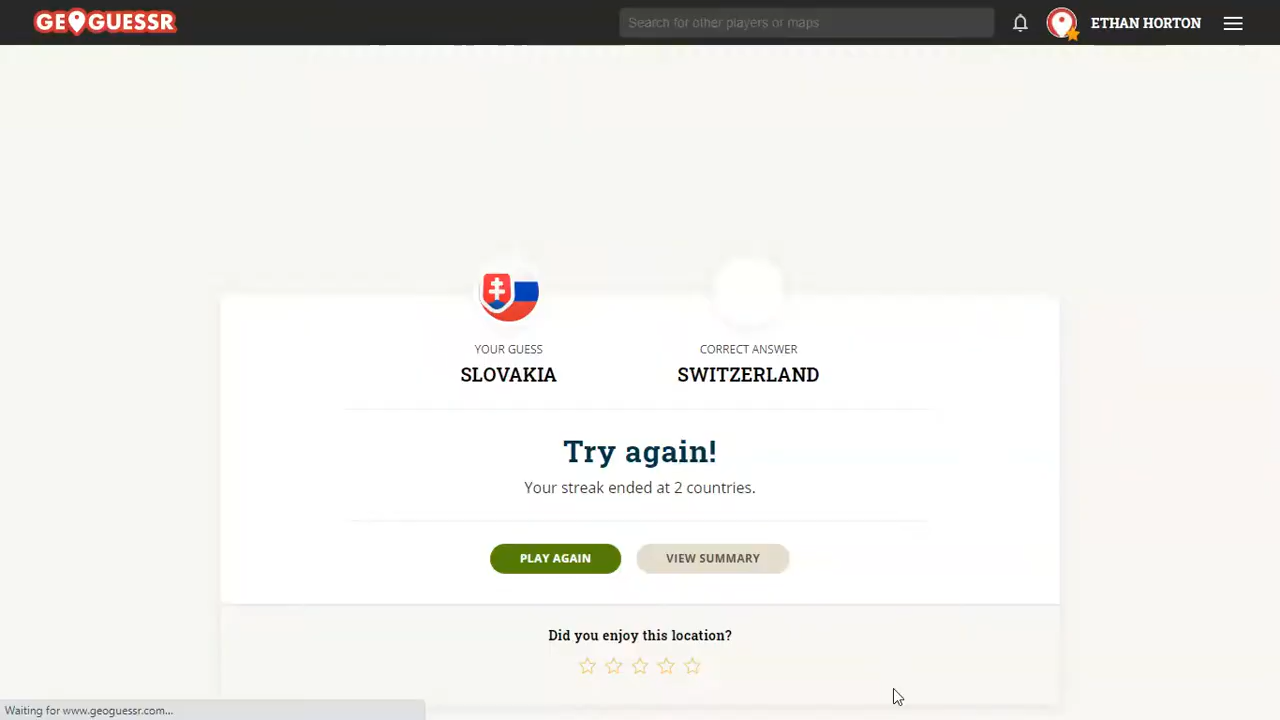 GEOGUESSR
Search for other players or maps
ETHAN HORTON
YOUR GUESS
CORRECT ANSWER
SLOVAKIA
SWITZERLAND
Try again!
Your streak ended at 2 countries.
PLAY AGAIN
VIEW SUMMARY
Did you enjoy this location?
Waiting for www.geoguessr.com...